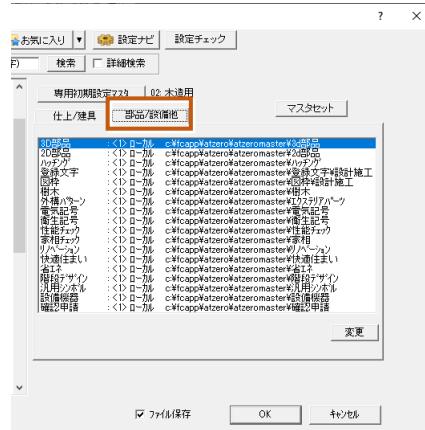 ? ×
お気に入り ▼ 設定ナビ 設定チェック
F) 検索 詳細検索
専用初期設定マスタ 02: 木造用
仕上/建具 部品/設備他 マスタセット
3D部品 :<1> ローカル c:¥fcapp¥atzero¥atzeromaster¥3d部品
2D部品 :<1> ローカル c:¥fcapp¥atzero¥atzeromaster¥2d部品
ハッチング :<1> ローカル c:¥fcapp¥atzero¥atzeromaster¥ハッチング
登録文字 :<1> ローカル c:¥fcapp¥atzero¥atzeromaster¥登録文字¥設計施工
図枠 :<1> ローカル c:¥fcapp¥atzero¥atzeromaster¥図枠¥設計施工
樹木 :<1> ローカル c:¥fcapp¥atzero¥atzeromaster¥樹木
外構パターン :<1> ローカル c:¥fcapp¥atzero¥atzeromaster¥エクステリアパーツ
電気記号 :<1> ローカル c:¥fcapp¥atzero¥atzeromaster¥電気記号
衛生記号 :<1> ローカル c:¥fcapp¥atzero¥atzeromaster¥衛生記号
性能チェック :<1> ローカル c:¥fcapp¥atzero¥atzeromaster¥性能チェック
家相チェック :<1> ローカル c:¥fcapp¥atzero¥atzeromaster¥家相
リノベーション :<1> ローカル c:¥fcapp¥atzero¥atzeromaster¥リノベーション
快適住まい :<1> ローカル c:¥fcapp¥atzero¥atzeromaster¥快適住まい
省エネ :<1> ローカル c:¥fcapp¥atzero¥atzeromaster¥省エネ
階段デザイン :<1> ローカル c:¥fcapp¥atzero¥atzeromaster¥階段デザイン
汎用シンボル :<1> ローカル c:¥fcapp¥atzero¥atzeromaster¥汎用シンボル
設備機器 :<1> ローカル c:¥fcapp¥atzero¥atzeromaster¥設備機器
確認申請 :<1> ローカル c:¥fcapp¥atzero¥atzeromaster¥確認申請
変更
ファイル保存 OK キャンセル